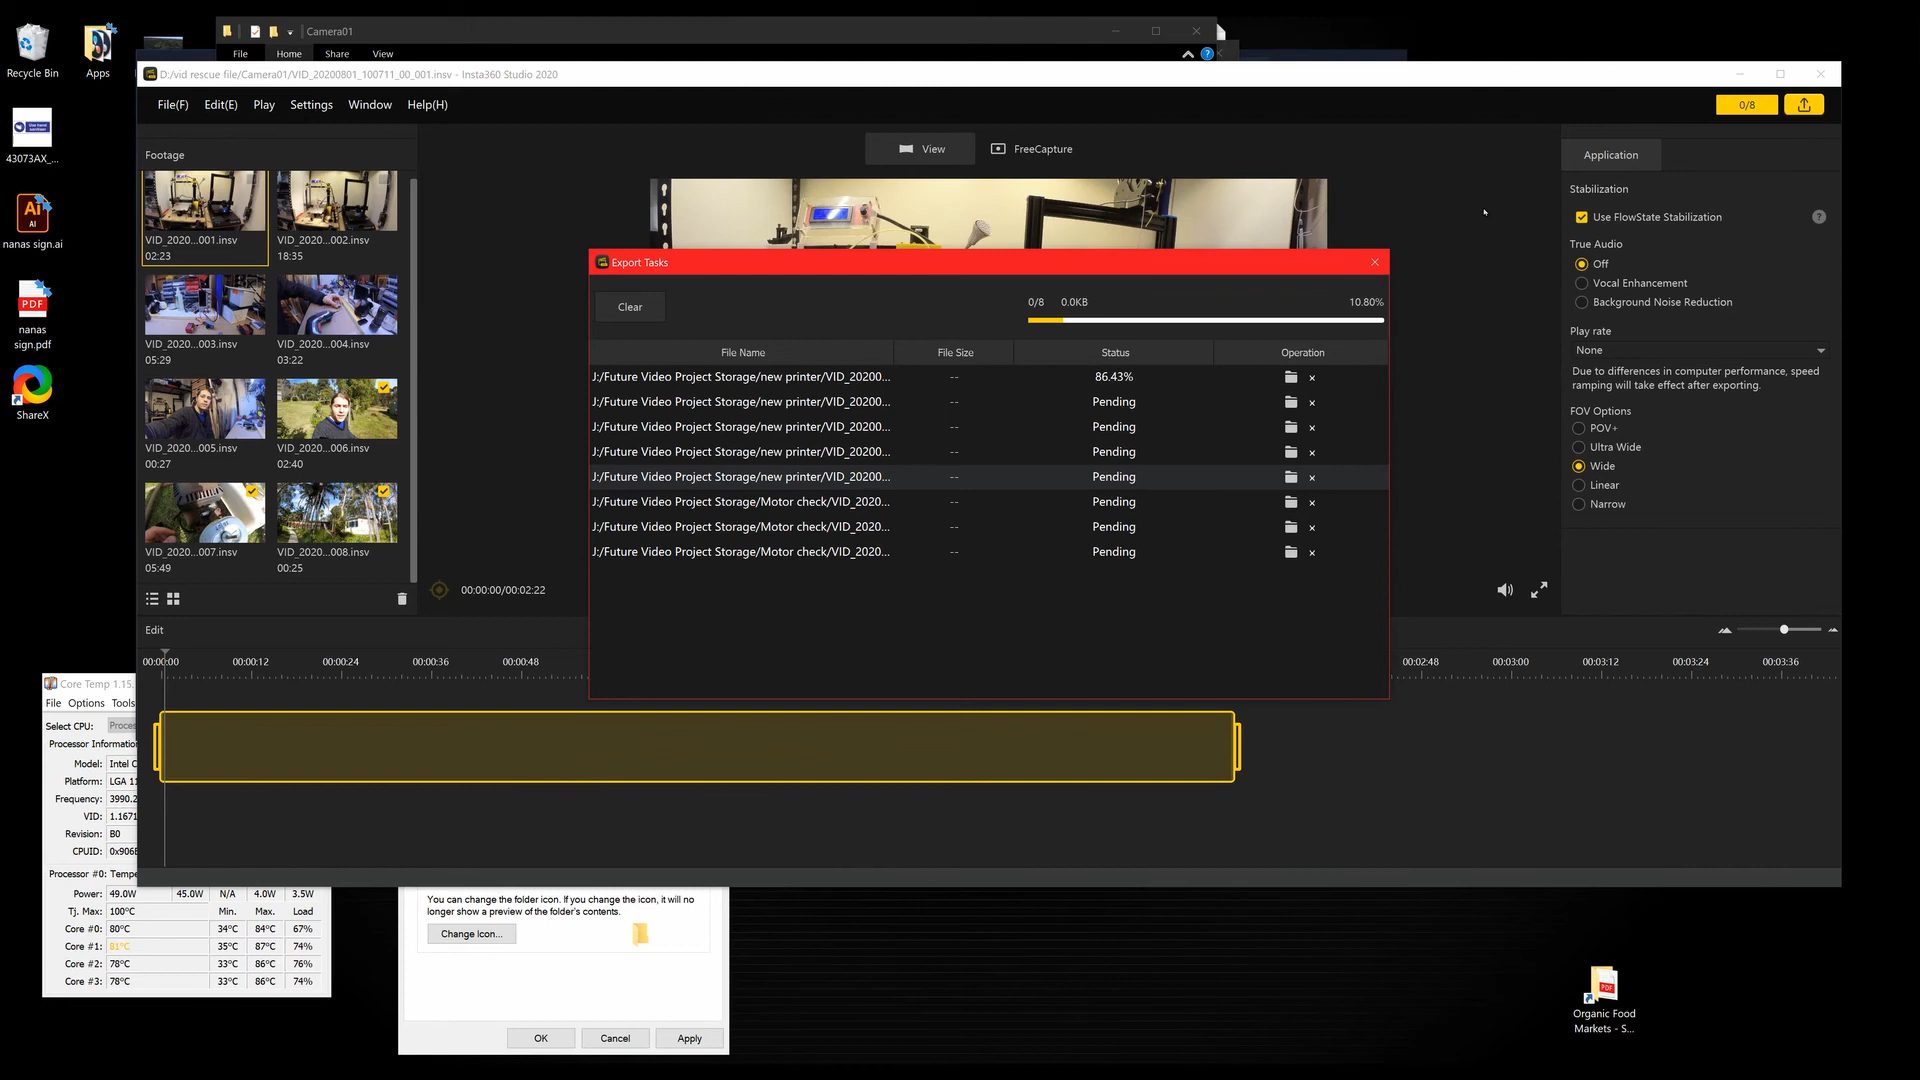 Recycle Bin
Apps
43073AX_...
nanas sign.ai
nanas
sign.pdf
ShareX
Camera01
File Home Share View
D:/vid rescue file/Camera01/VID_20200801_100711_00_001.insv - Insta360 Studio 2020
File(F) Edit(E) Play Settings Window Help(H)
0/8
Footage
VID_2020...001.insv
02:23
VID_2020...002.insv
18:35
VID_2020...003.insv
05:29
VID_2020...004.insv
03:22
VID_2020...005.insv
00:27
VID_2020...006.insv
02:40
VID_2020...007.insv
05:49
VID_2020...008.insv
00:25
View FreeCapture
00:00:00/00:02:22
Export Tasks
Clear
0/8 0.0KB 10.80%
File Name File Size Status Operation
J:/Future Video Project Storage/new printer/VID_20200... -- 86.43%
J:/Future Video Project Storage/new printer/VID_20200... -- Pending
J:/Future Video Project Storage/new printer/VID_20200... -- Pending
J:/Future Video Project Storage/new printer/VID_20200... -- Pending
J:/Future Video Project Storage/new printer/VID_20200... -- Pending
J:/Future Video Project Storage/Motor check/VID_2020... -- Pending
J:/Future Video Project Storage/Motor check/VID_2020... -- Pending
J:/Future Video Project Storage/Motor check/VID_2020... -- Pending
Application
Stabilization
Use FlowState Stabilization
?
True Audio
Off
Vocal Enhancement
Background Noise Reduction
Play rate
None
Due to differences in computer performance, speed
ramping will take effect after exporting.
FOV Options
POV+
Ultra Wide
Wide
Linear
Narrow
Edit
00:00:00 00:00:12 00:00:24 00:00:36 00:00:48 00:02:48 00:03:00 00:03:12 00:03:24 00:03:36
Core Temp 1.15.
File Options Tools
Select CPU: Proces
Processor Information
Model: Intel C
Platform: LGA 11
Frequency: 3990.2
VID: 1.1671
Revision: B0
CPUID: 0x906E
Processor #0: Tempe
Power: 49.0W 45.0W N/A 4.0W 3.5W
Tj. Max: 100°C Min. Max. Load
Core #0: 80°C 34°C 84°C 67%
Core #1: 81°C 35°C 87°C 74%
Core #2: 78°C 33°C 86°C 76%
Core #3: 78°C 33°C 86°C 74%
You can change the folder icon. If you change the icon, it will no
longer show a preview of the folder's contents.
Change Icon...
OK Cancel Apply
PDF
Organic Food
Markets - S...